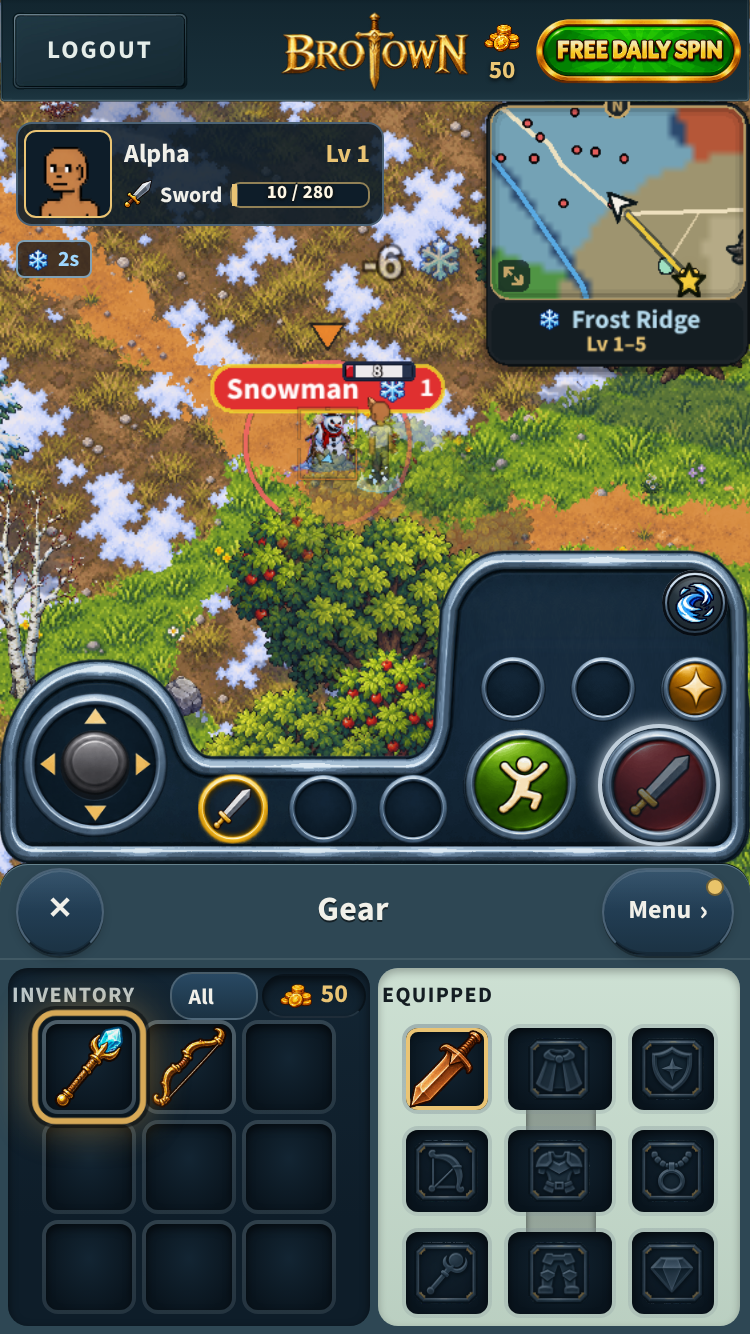 LOGOUT
BROTOWN
50
FREE DAILY SPIN
N
Alpha
Lv 1
Sword
10 / 280
2s
-6
Frost Ridge
Lv 1–5
8
Snowman
1
×
Gear
Menu ›
INVENTORY
All
50
EQUIPPED